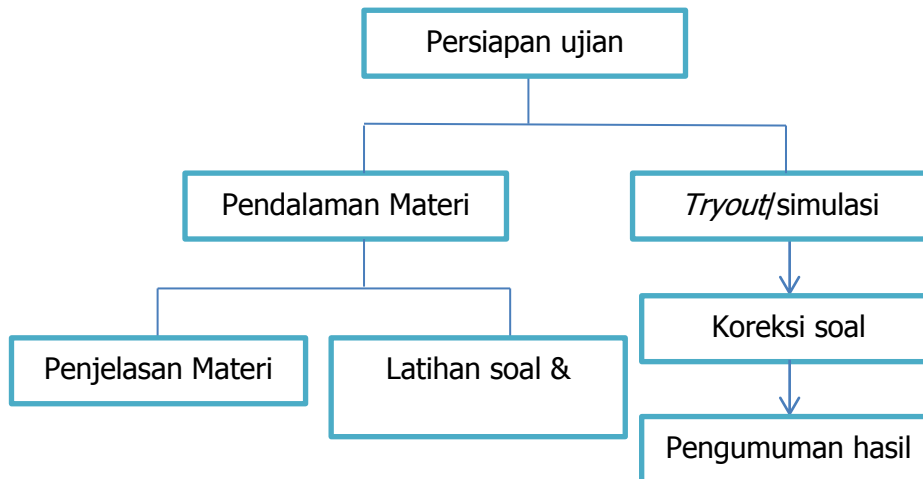 Persiapan ujian
Pendalaman Materi
Tryout/simulasi
Penjelasan Materi
Latihan soal &
Koreksi soal
Pengumuman hasil